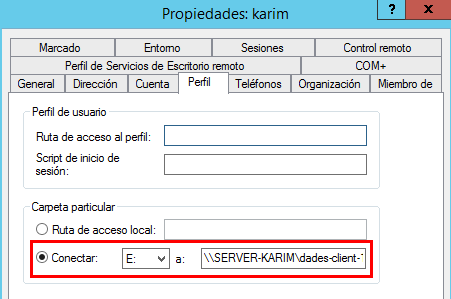 Propiedades: karim
? x
Marcado Entorno Sesiones Control remoto
Perfil de Servicios de Escritorio remoto COM+
General Dirección Cuenta Perfil Teléfonos Organización Miembro de
Perfil de usuario
Ruta de acceso al perfil:
Script de inicio de
sesión:
Carpeta particular
Ruta de acceso local:
Conectar: E: a: \\SERVER-KARIM\dades-client-